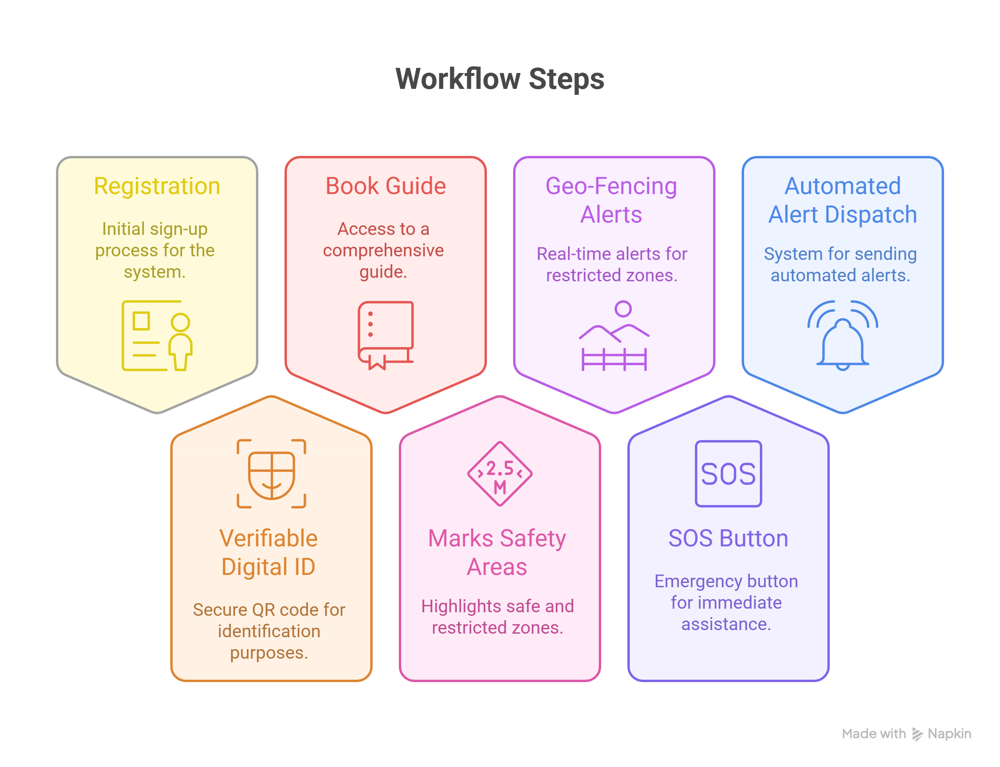 Workflow Steps
Registration
Initial sign-up
process for the
system.
Book Guide
Access to a
comprehensive
guide.
Geo-Fencing
Alerts
Real-time alerts for
restricted zones.
Automated
Alert Dispatch
System for sending
automated alerts.
Verifiable
Digital ID
Secure QR code for
identification
purposes.
>2.5<
M
Marks Safety
Areas
Highlights safe and
restricted zones.
SOS
SOS Button
Emergency button
for immediate
assistance.
Made with Napkin